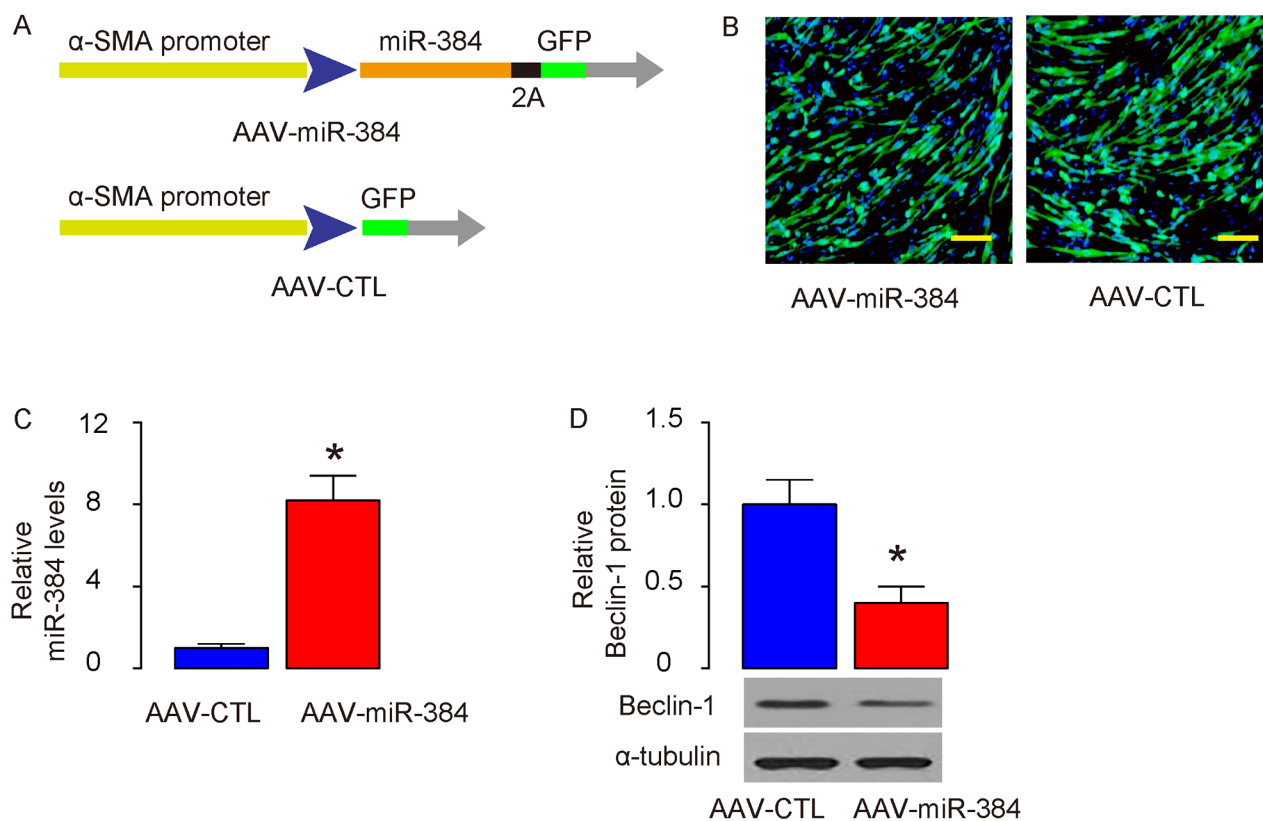 A
α-SMA promoter
miR-384
GFP
2A
AAV-miR-384
α-SMA promoter
GFP
AAV-CTL
B
AAV-miR-384
AAV-CTL
C
Relative
miR-384 levels
12
8
4
0
*
AAV-CTL
AAV-miR-384
D
Relative
Beclin-1 protein
1.5
1.0
0.5
0
*
Beclin-1
α-tubulin
AAV-CTL
AAV-miR-384